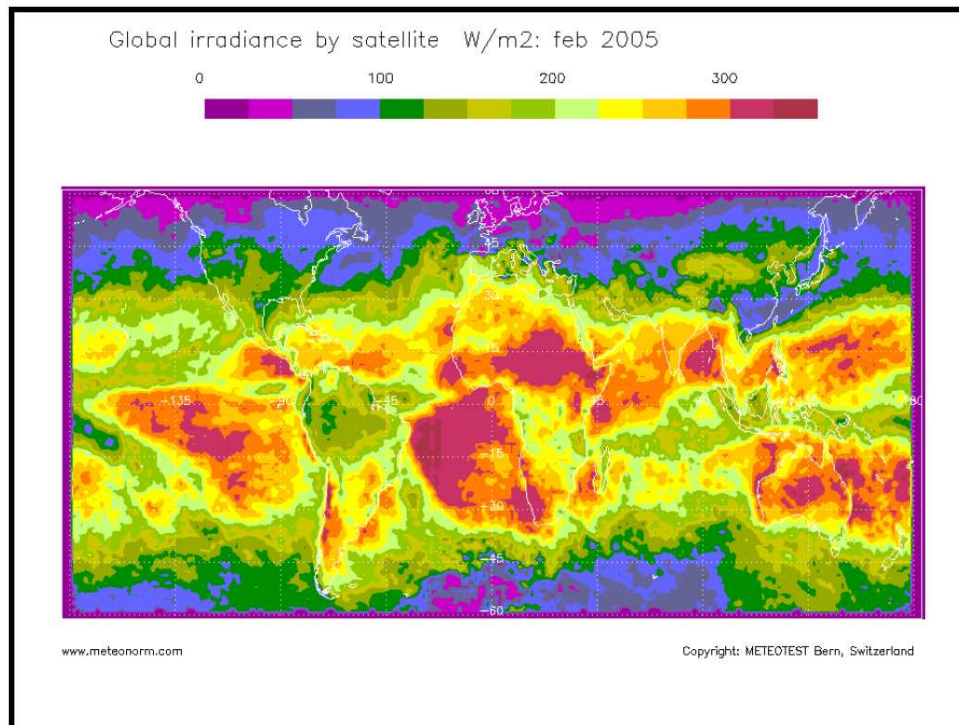 Global irradiance by satellite W/m2: feb 2005
0 100 200 300
45
30
15
-135 -90 -45 0 45 135 180
-15
-30
-45
-60
www.meteonorm.com
Copyright: METEOTEST Bern, Switzerland